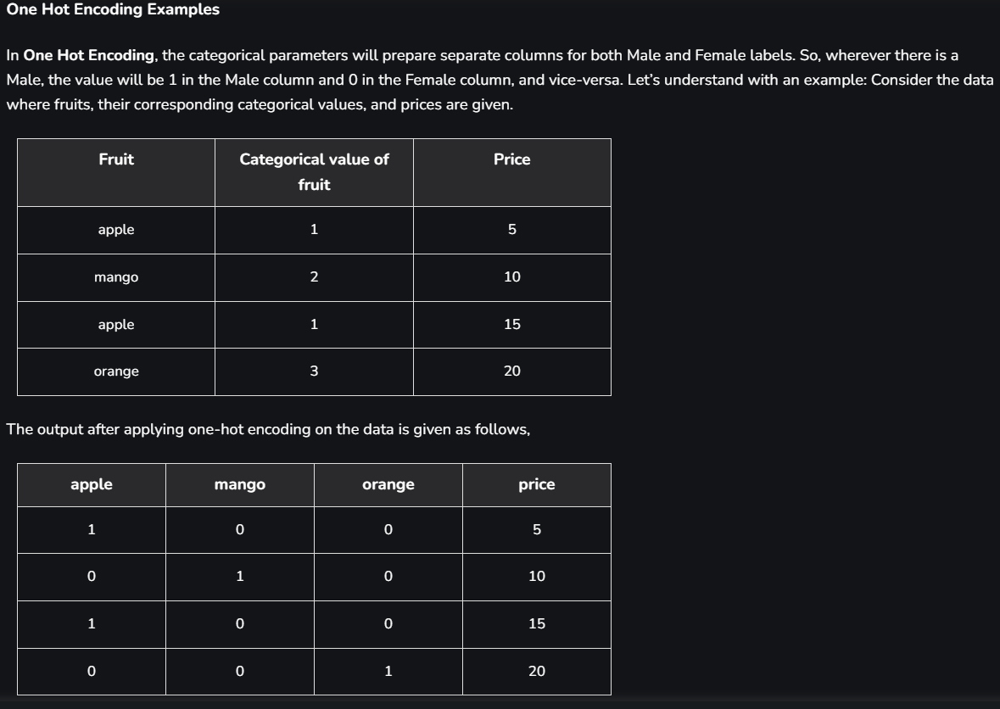 One Hot Encoding Examples
In One Hot Encoding, the categorical parameters will prepare separate columns for both Male and Female labels. So, wherever there is a
Male, the value will be 1 in the Male column and 0 in the Female column, and vice-versa. Let’s understand with an example: Consider the data
where fruits, their corresponding categorical values, and prices are given.
Fruit Categorical value of Price
fruit
apple 1 5
mango 2 10
apple 1 15
orange 3 20
The output after applying one-hot encoding on the data is given as follows,
apple mango orange price
1 0 0 5
0 1 0 10
1 0 0 15
0 0 1 20